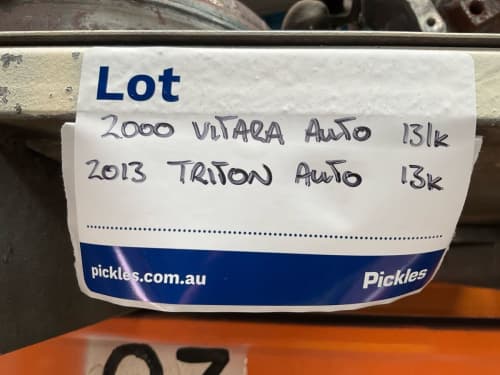 Lot
2000 VITARA AUTO 131K
2013 TRITON AUTO 13K
pickles.com.au Pickles